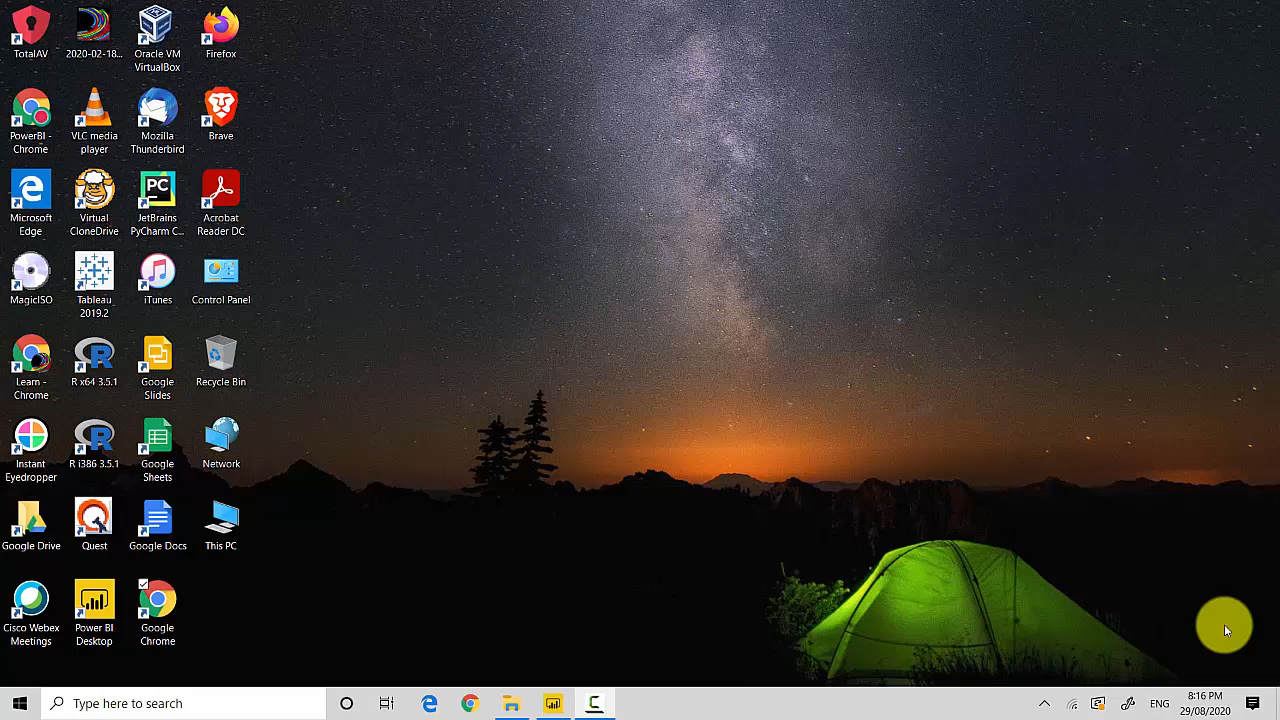 TotalAV
2020-02-18...
Oracle VM
VirtualBox
Firefox
PowerBI -
Chrome
VLC media
player
Mozilla
Thunderbird
Brave
Microsoft
Edge
Virtual
CloneDrive
PC
JetBrains
PyCharm C...
Acrobat
Reader DC
MagicISO
Tableau
2019.2
iTunes
Control Panel
Learn -
Chrome
R x64 3.5.1
Google
Slides
Recycle Bin
Instant
Eyedropper
R i386 3.5.1
Google
Sheets
Network
Google Drive
Quest
Google Docs
This PC
Cisco Webex
Meetings
Power BI
Desktop
Google
Chrome
Type here to search
ENG
8:16 PM
29/08/2020